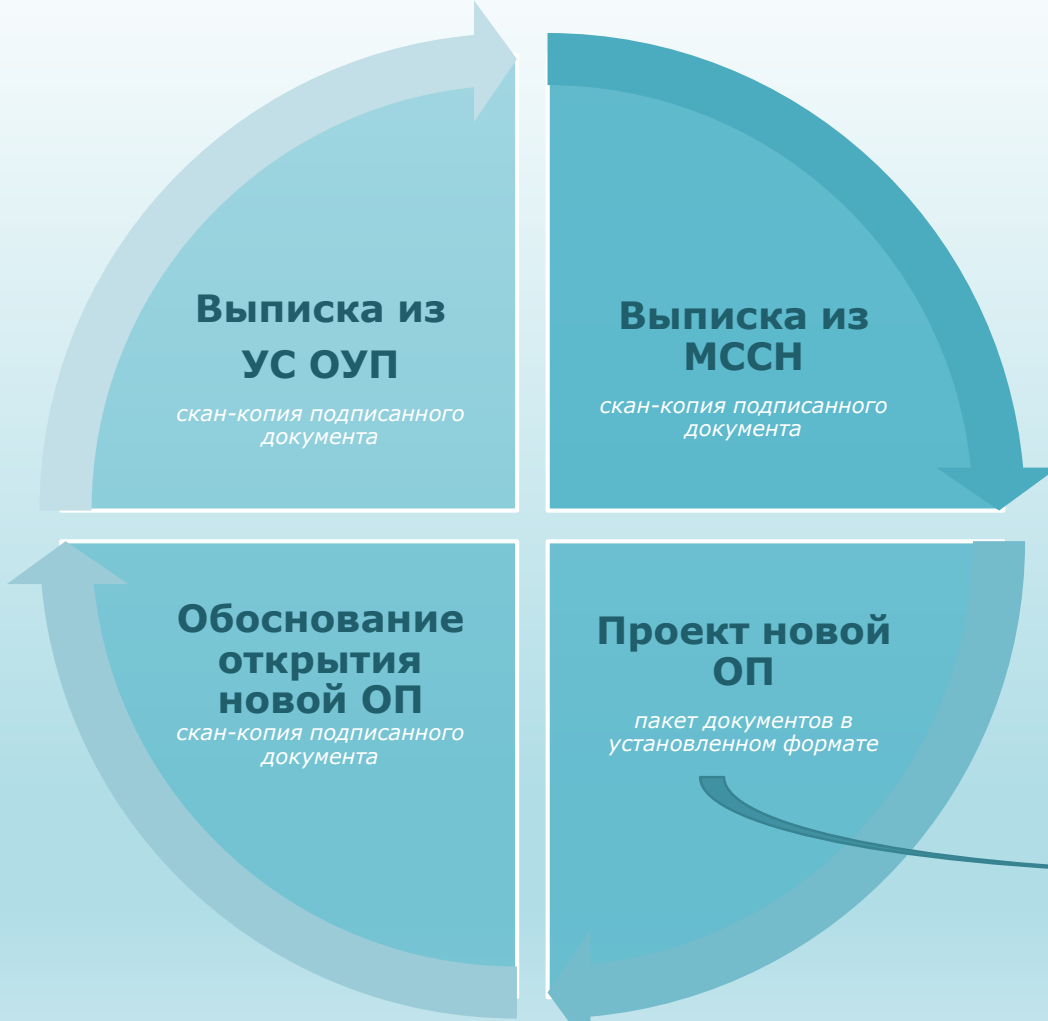 Выписка из
УС ОУП
скан-копия подписанного
документа
Выписка из
МССН
скан-копия подписанного
документа
Обоснование
открытия
новой ОП
скан-копия подписанного
документа
Проект новой
ОП
пакет документов в
установленном формате